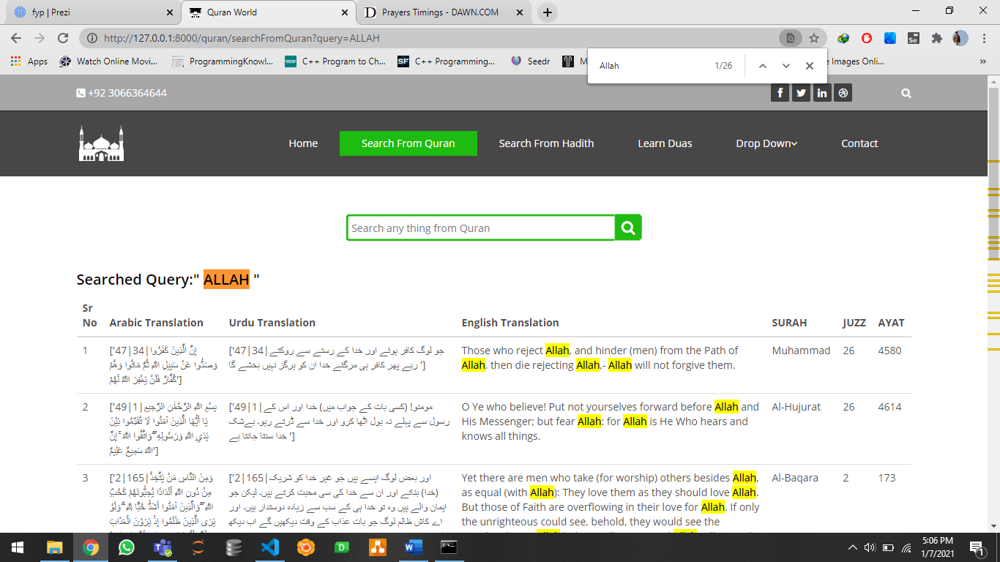 fyp | Prezi
Quran World
Prayers Timings - DAWN.COM
http://127.0.0.1:8000/quran/searchFromQuran?query=ALLAH
Apps
Watch Online Movi...
ProgrammingKnowl...
C++ Program to Ch...
C++ Programming...
Seedr
M
e Images Onli...
»
Allah
1/26
+92 3066364644
Home
Search From Quran
Search From Hadith
Learn Duas
Drop Down
Contact
Search any thing from Quran
Searched Query:" ALLAH "
Sr No
Arabic Translation
Urdu Translation
English Translation
SURAH
JUZZ
AYAT
1
['47|34|إِنَّ الَّذِينَ كَفَرُوا
وَصَدُّوا عَنْ سَبِيلِ اللَّهِ ثُمَّ مَاتُوا وَهُمْ
كُفَّارٌ فَلَنْ يَغْفِرَ اللَّهُ لَهُمْ']
['47|34|جو لوگ کافر ہوئے اور خدا کے رستے سے روکتے
رہے پھر کافر ہی مرگئے خدا ان کو ہرگز نہیں بخشے گا ']
Those who reject Allah, and hinder (men) from the Path of
Allah, then die rejecting Allah,- Allah will not forgive them.
Muhammad
26
4580
2
['49|1|بِسْمِ اللَّهِ الرَّحْمَٰنِ الرَّحِيمِ
يَا أَيُّهَا الَّذِينَ آمَنُوا لَا تُقَدِّمُوا بَيْنَ
يَدَيِ اللَّهِ وَرَسُولِهِ ۖ وَاتَّقُوا اللَّهَ ۚ إِنَّ
اللَّهَ سَمِيعٌ عَلِيمٌ']
['49|1|مومنو! (کسی بات کے جواب میں) خدا اور اس کے
رسول سے پہلے نہ بول اٹھا کرو اور خدا سے ڈرتے رہو۔ بےشک
خدا سنتا جانتا ہے ']
O Ye who believe! Put not yourselves forward before Allah and
His Messenger; but fear Allah: for Allah is He Who hears and
knows all things.
Al-Hujurat
26
4614
3
['2|165|وَمِنَ النَّاسِ مَنْ يَتَّخِذُ
مِنْ دُونِ اللَّهِ أَنْدَادًا يُحِبُّونَهُمْ كَحُبِّ
اللَّهِ ۖ وَالَّذِينَ آمَنُوا أَشَدُّ حُبًّا لِلَّهِ ۗ وَلَوْ
يَرَى الَّذِينَ ظَلَمُوا إِذْ يَرَوْنَ الْعَذَابَ
['2|165|اور بعض لوگ ایسے ہیں جو غیر خدا کو شریک
(خدا) بناتے اور ان سے خدا کی سی محبت کرتے ہیں۔ لیکن جو
ایمان والے ہیں وہ تو خدا ہی کے سب سے زیادہ دوستدار ہیں۔ اور
اے کاش ظالم لوگ جو بات عذاب کے وقت دیکھیں گے اب دیکھ
Yet there are men who take (for worship) others besides Allah,
as equal (with Allah): They love them as they should love Allah.
But those of Faith are overflowing in their love for Allah. If only
the unrighteous could see, behold, they would see the
Al-Baqara
2
173
5:06 PM
1/7/2021
1